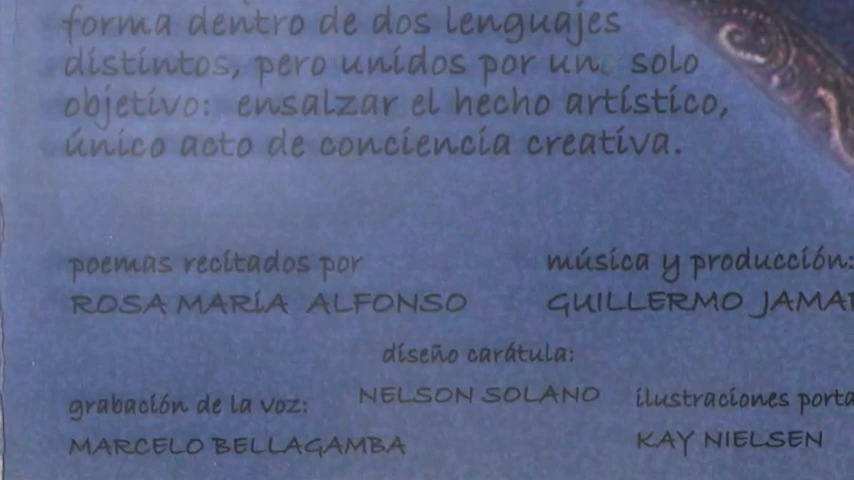 forma dentro de dos lenguajes
distintos, pero unidos por un solo
objetivo: ensalzar el hecho artístico,
único acto de conciencia creativa.
poemas recitados por
ROSA MARÍA ALFONSO
música y producción:
GUILLERMO JAMA
diseño carátula:
NELSON SOLANO
grabación de la voz:
MARCELO BELLAGAMBA
ilustraciones porta
KAY NIELSEN